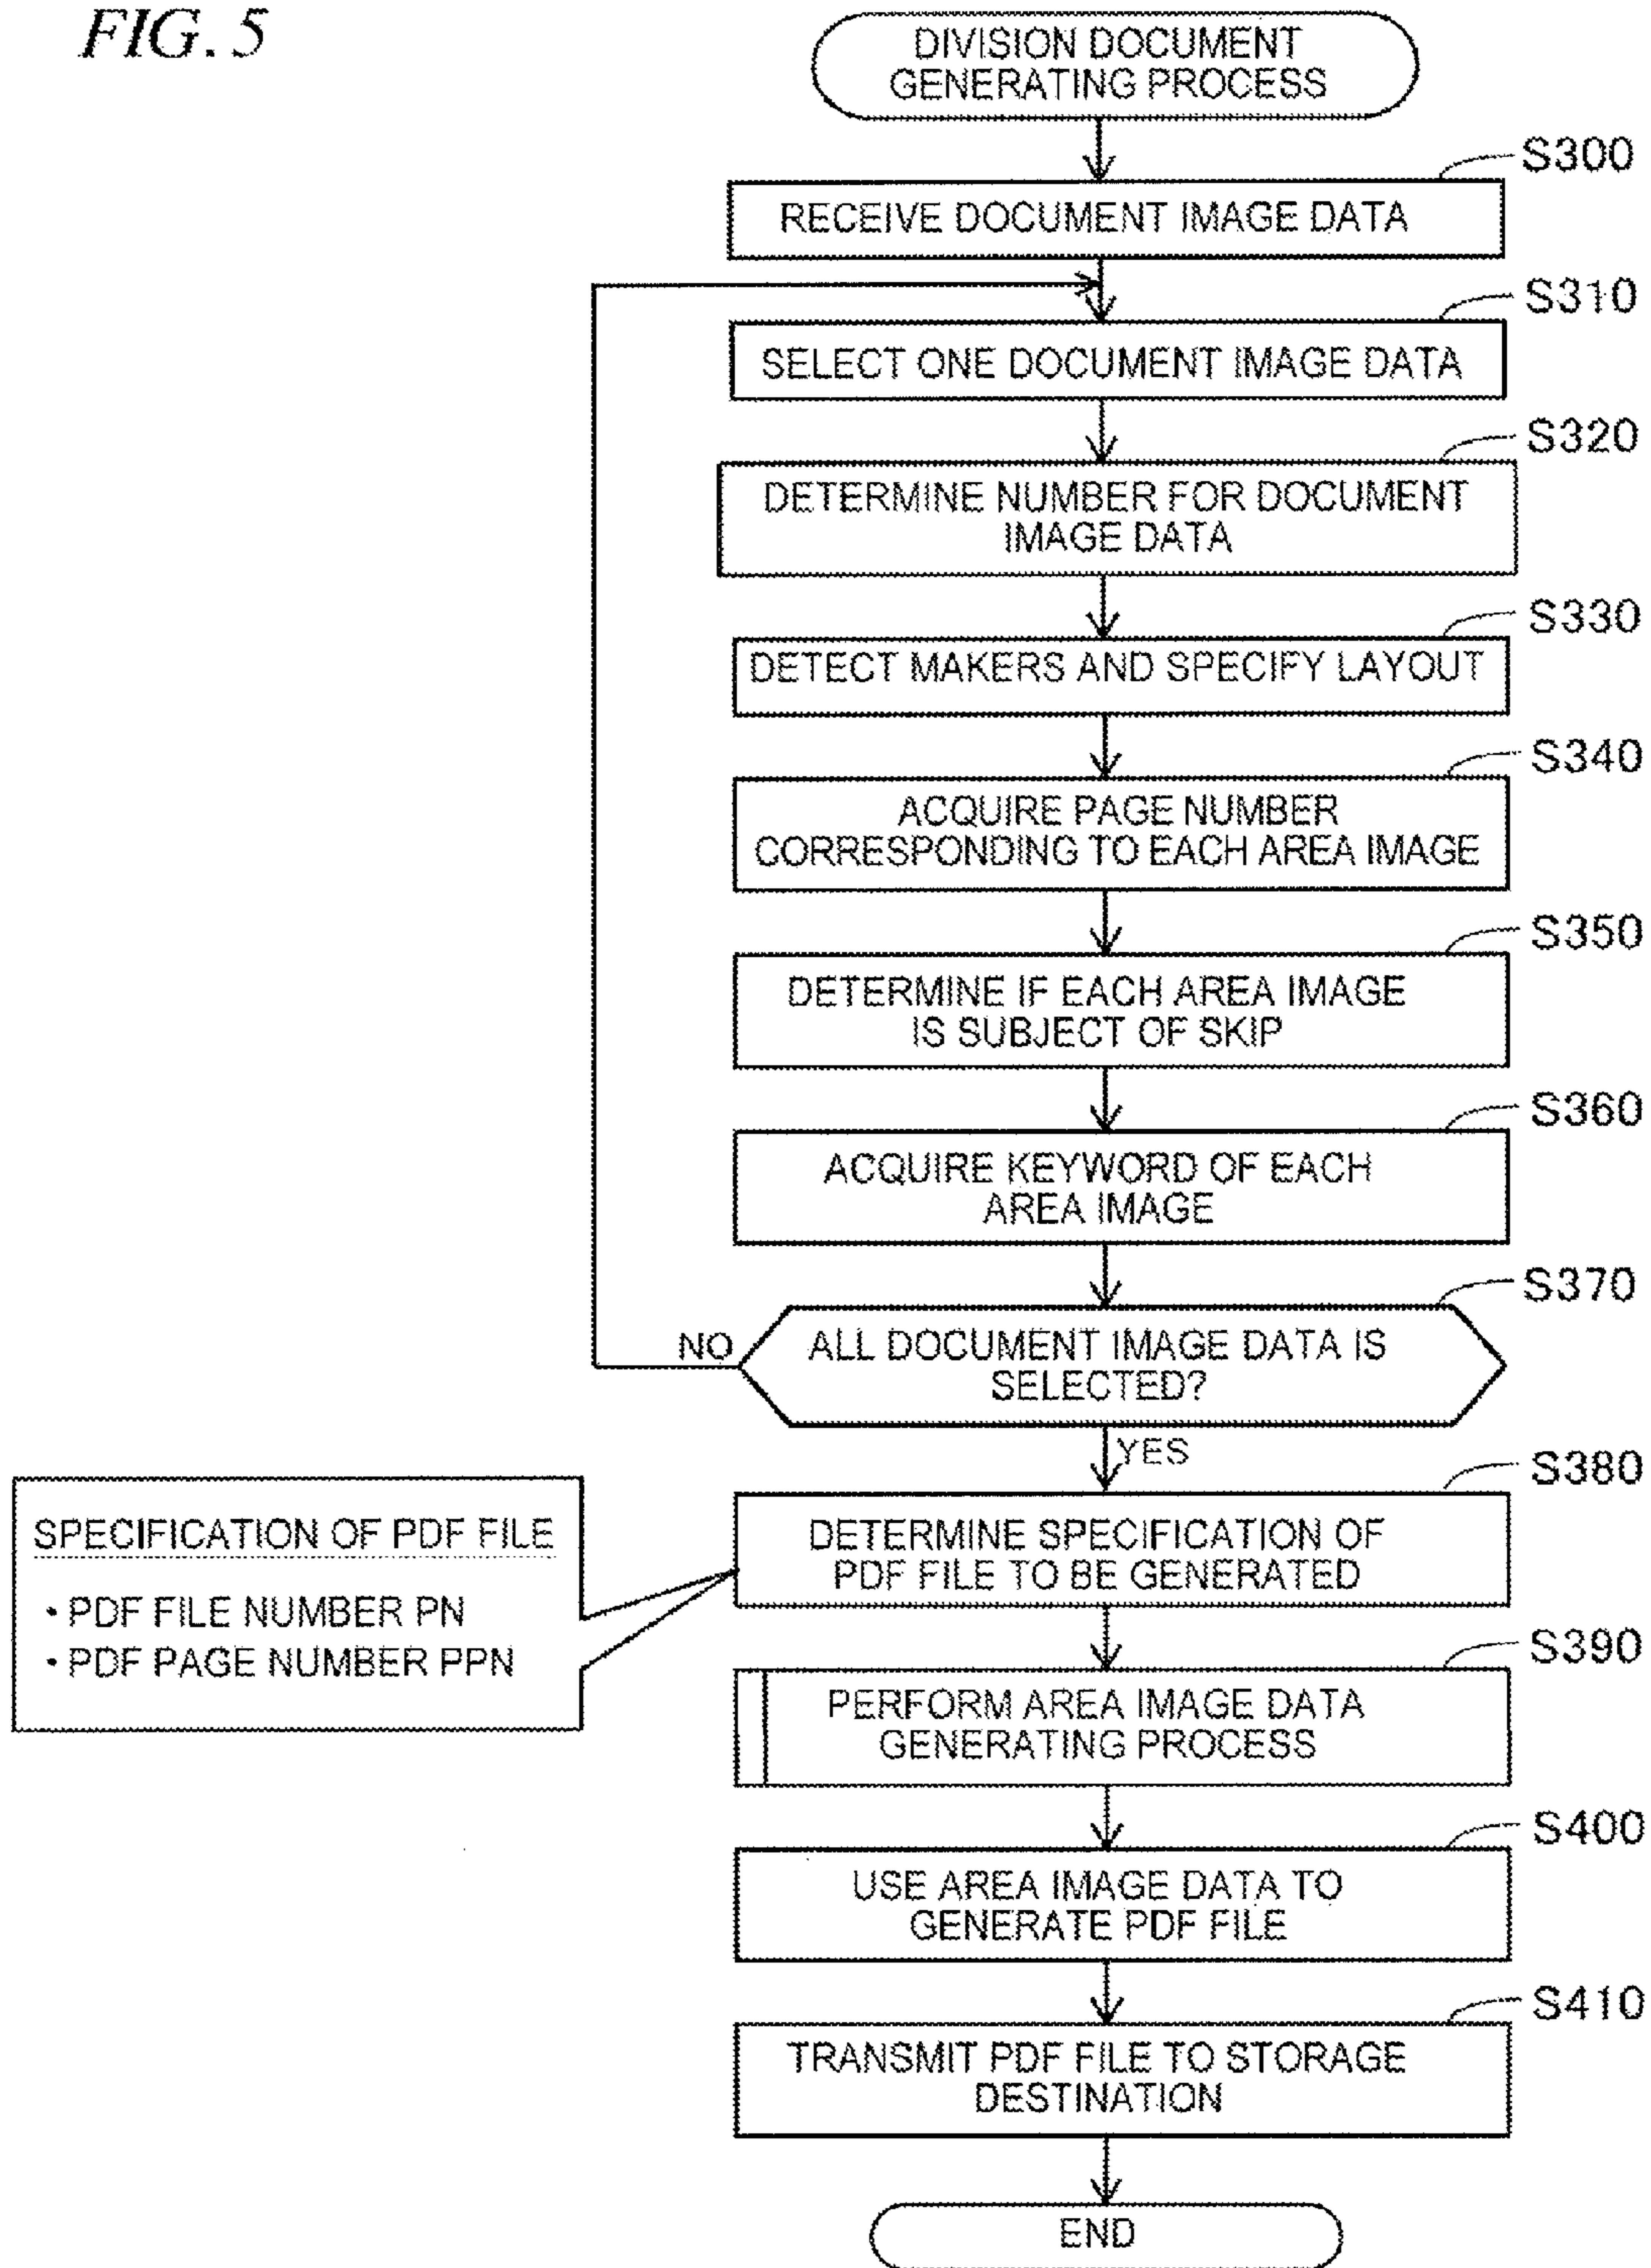 FIG. 5
DIVISION DOCUMENT
GENERATING PROCESS
S300
RECEIVE DOCUMENT IMAGE DATA
S310
SELECT ONE DOCUMENT IMAGE DATA
S320
DETERMINE NUMBER FOR DOCUMENT
IMAGE DATA
S330
DETECT MAKERS AND SPECIFY LAYOUT
S340
ACQUIRE PAGE NUMBER
CORRESPONDING TO EACH AREA IMAGE
S350
DETERMINE IF EACH AREA IMAGE
IS SUBJECT OF SKIP
S360
ACQUIRE KEYWORD OF EACH
AREA IMAGE
S370
ALL DOCUMENT IMAGE DATA IS
SELECTED?
NO
YES
S380
DETERMINE SPECIFICATION OF
PDF FILE TO BE GENERATED
SPECIFICATION OF PDF FILE
・PDF FILE NUMBER PN
・PDF PAGE NUMBER PPN
S390
PERFORM AREA IMAGE DATA
GENERATING PROCESS
S400
USE AREA IMAGE DATA TO
GENERATE PDF FILE
S410
TRANSMIT PDF FILE TO STORAGE
DESTINATION
END